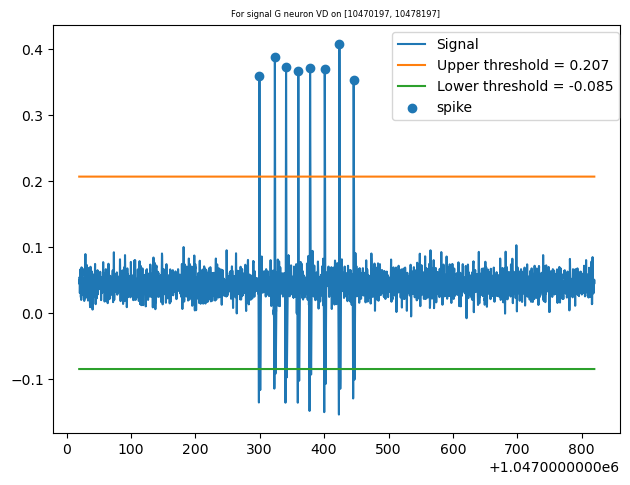 For signal G neuron VD on [10470197, 10478197]
Signal
Upper threshold = 0.207
Lower threshold = -0.085
spike
0.4
0.3
0.2
0.1
0.0
−0.1
0 100 200 300 400 500 600 700 800
+1.0470000000e6